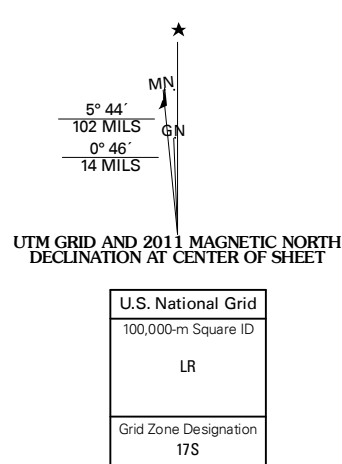 ★
MN
5° 44´
102 MILS
GN
0° 46´
14 MILS
UTM GRID AND 2011 MAGNETIC NORTH
DECLINATION AT CENTER OF SHEET
U.S. National Grid
100,000-m Square ID
LR
Grid Zone Designation
17S